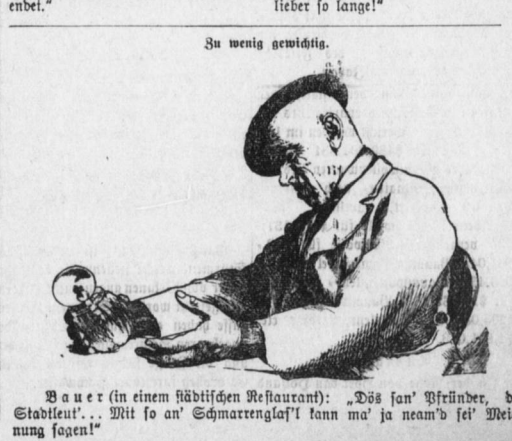 endet.“
lieber so lange!“
Zu wenig gewichtig.
Bauer (in einem städtischen Restaurant): „Dös san' Pfründer, d
Stadtleut'... Mit so an' Schmarrenglas'l kann ma' ja neam'd sei' Mei
nung sagen!“